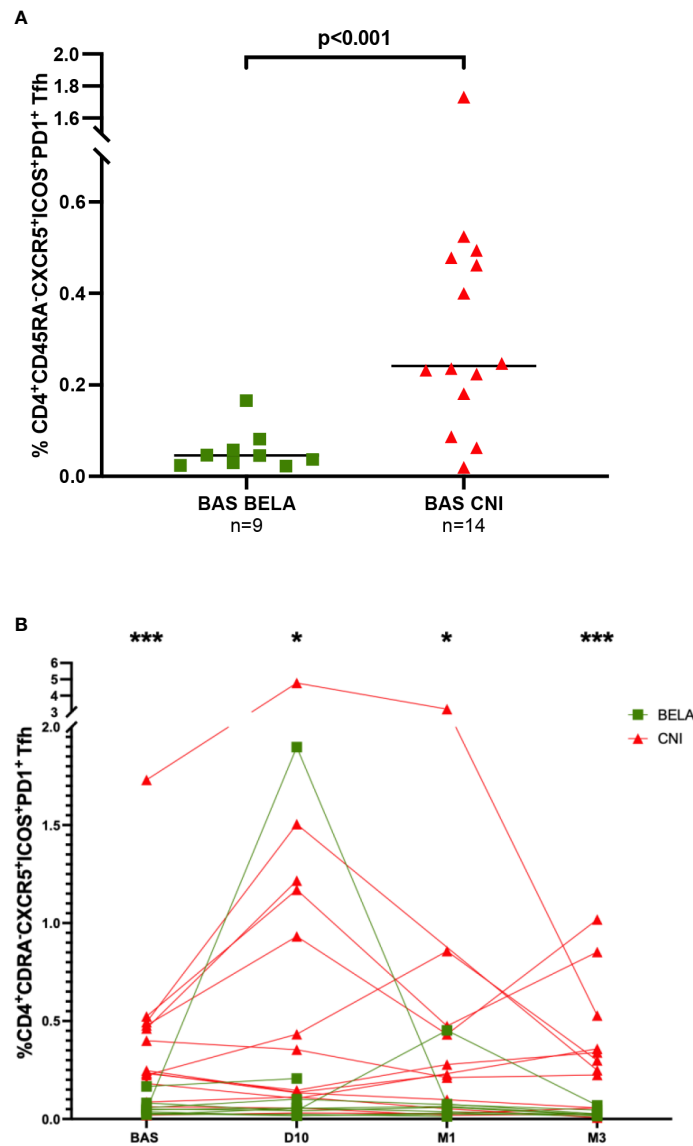 A
p<0.001
% CD4+CD45RA-CXCR5+ICOS+PD1+ Tfh
2.0
1.8
1.6
0.6
0.4
0.2
0.0
BAS BELA
BAS CNI
n=9
n=14
B
*** * * ***
%CD4+CDRA-CXCR5+ICOS+PD1+ Tfh
6
5
4
3
2.0
1.5
1.0
0.5
0.0
BELA
CNI
BAS D10 M1 M3